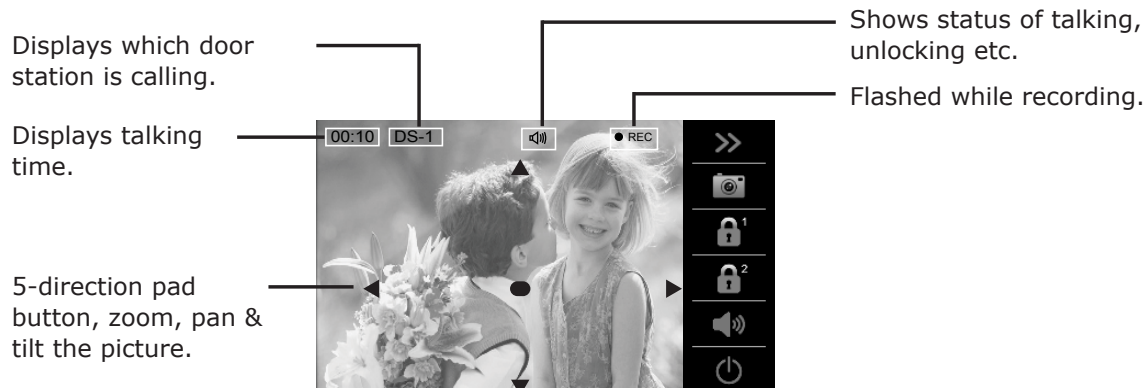 Displays which door
station is calling.
Displays talking
time.
5-direction pad
button, zoom, pan &
tilt the picture.
Shows status of talking,
unlocking etc.
Flashed while recording.
00:10 DS-1 REC
1
2